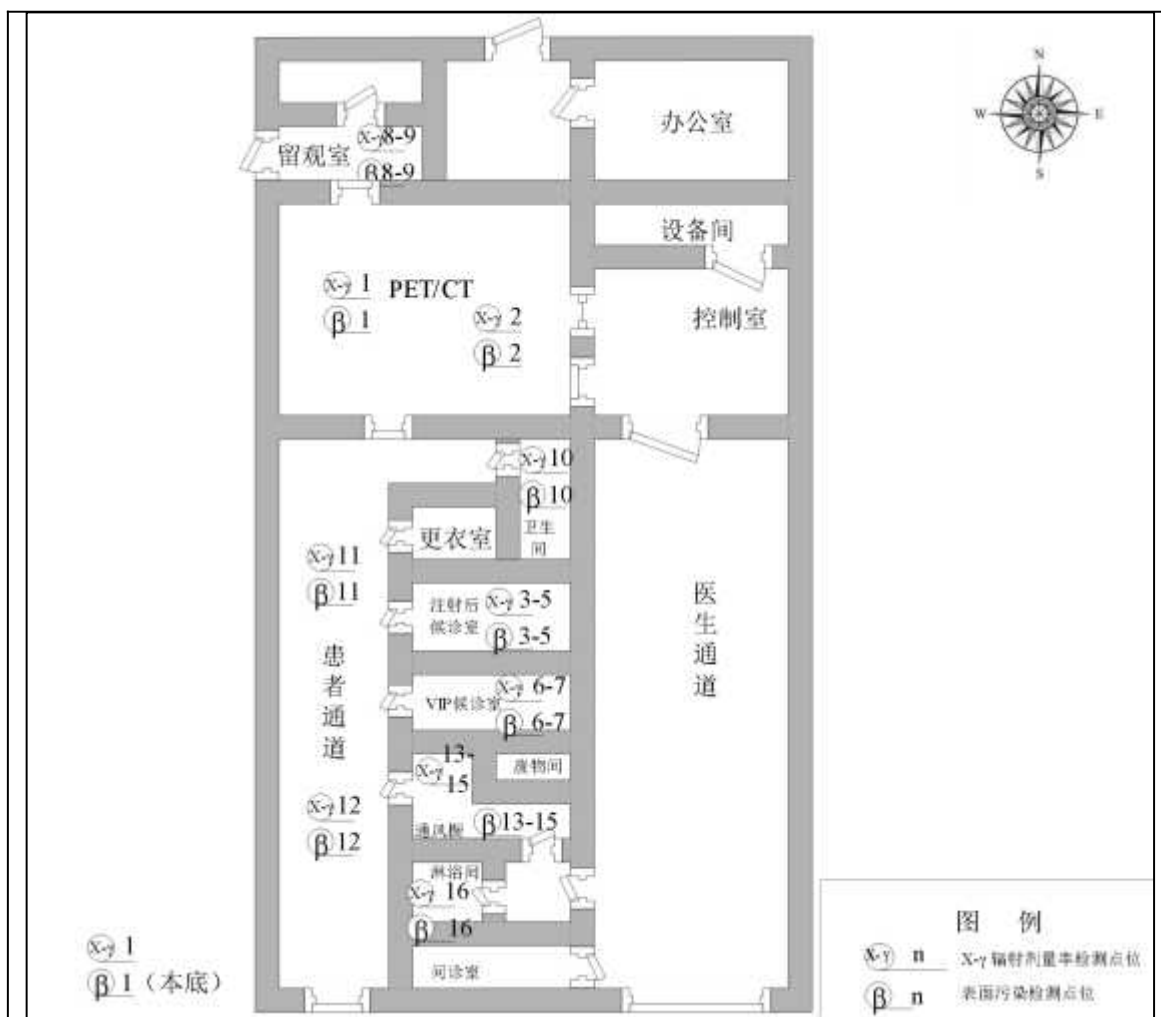 N
W
E
S
办公室
留观室
X-γ 8-9
β 8-9
设备间
X-γ 1 PET/CT
β 1
X-γ 2
β 2
控制室
X-γ 10
β 10
卫生
间
更衣室
X-γ 11
β 11
注射后
候诊室
X-γ 3-5
β 3-5
医生通道
患者通道
VIP候诊室
X-γ 6-7
β 6-7
X-γ 13-
15
废物间
通风橱
β 13-15
X-γ 12
β 12
淋浴间
X-γ 16
β 16
问诊室
X-γ 1
β 1（本底）
图 例
X-γ n X-γ辐射剂量率检测点位
β n 表面污染检测点位